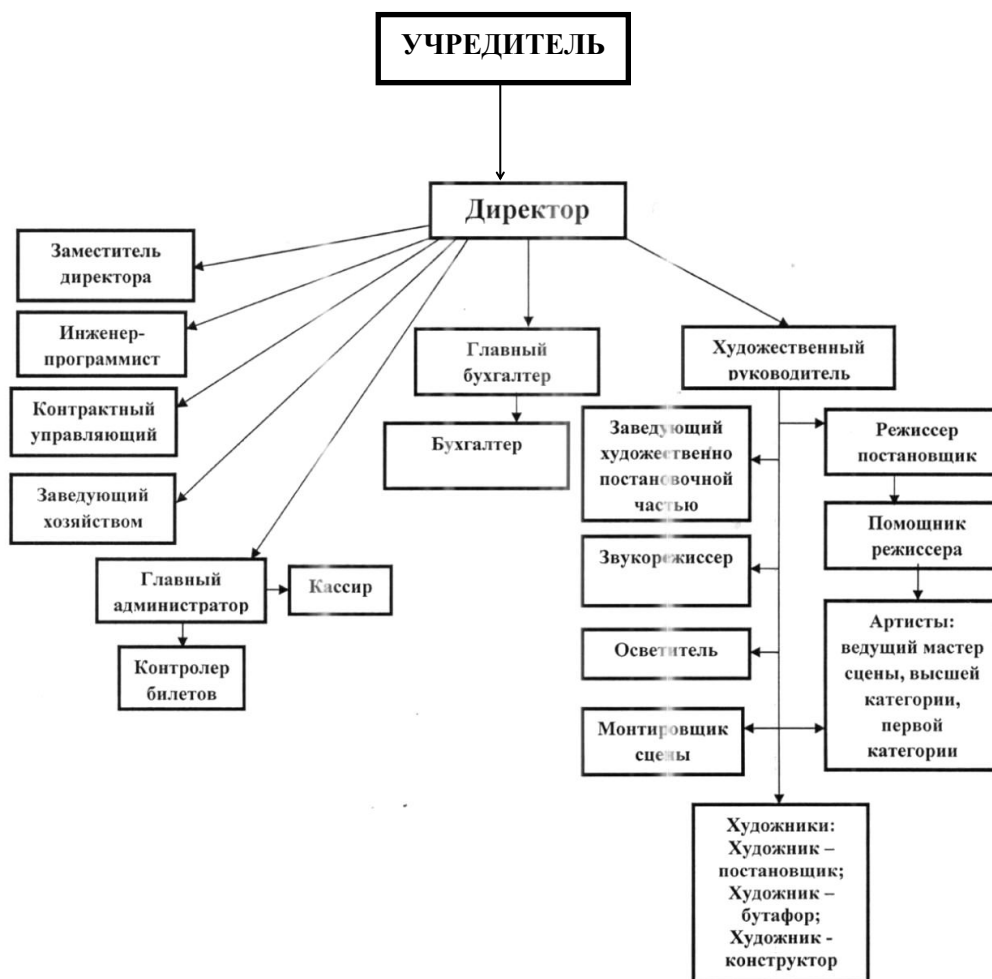 УЧРЕДИТЕЛЬ
Директор
Заместитель
директора
Инженер-
программист
Контрактный
управляющий
Заведующий
хозяйством
Главный
администратор
Кассир
Контролер
билетов
Главный
бухгалтер
Бухгалтер
Художественный
руководитель
Заведующий
художественно
постановочной
частью
Звукорежиссер
Осветитель
Монтировщик
сцены
Режиссер
постановщик
Помощник
режиссера
Артисты:
ведущий мастер
сцены, высшей
категории,
первой
категории
Художники:
Художник –
постановщик;
Художник –
бутафор;
Художник -
конструктор